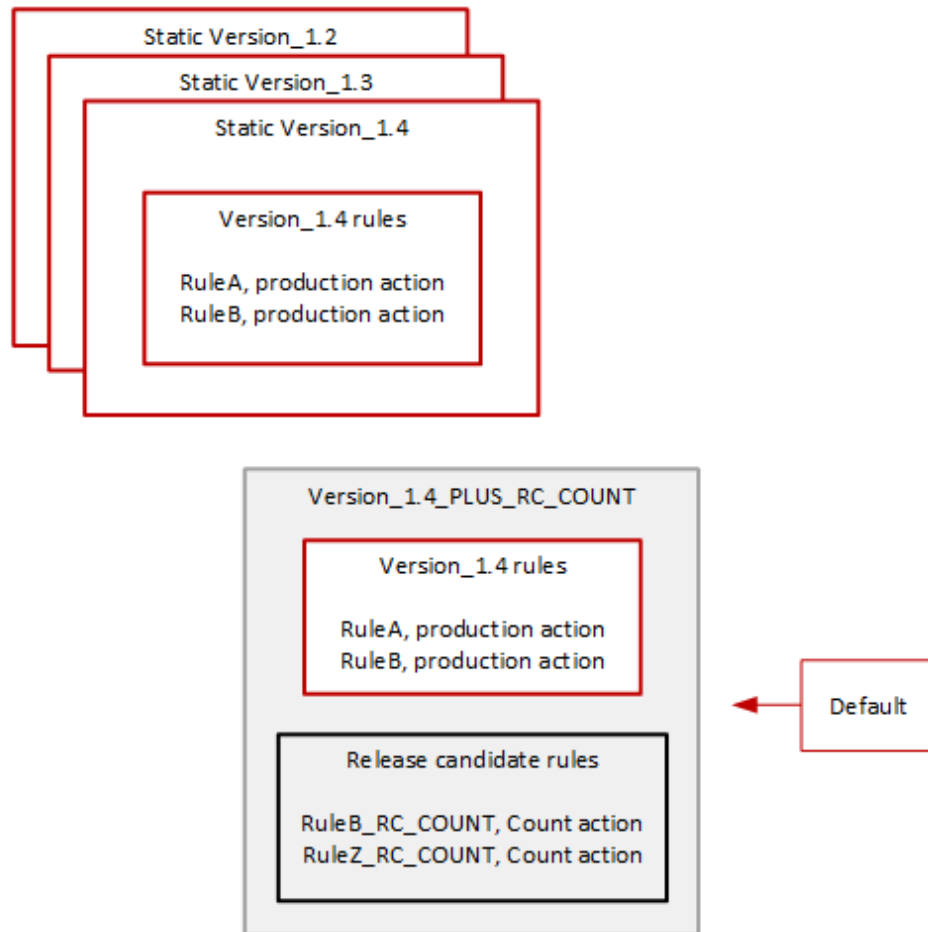 Static Version_1.2
Static Version_1.3
Static Version_1.4
Version_1.4 rules
RuleA, production action
RuleB, production action
Version_1.4_PLUS_RC_COUNT
Version_1.4 rules
RuleA, production action
RuleB, production action
Default
Release candidate rules
RuleB_RC_COUNT, Count action
RuleZ_RC_COUNT, Count action